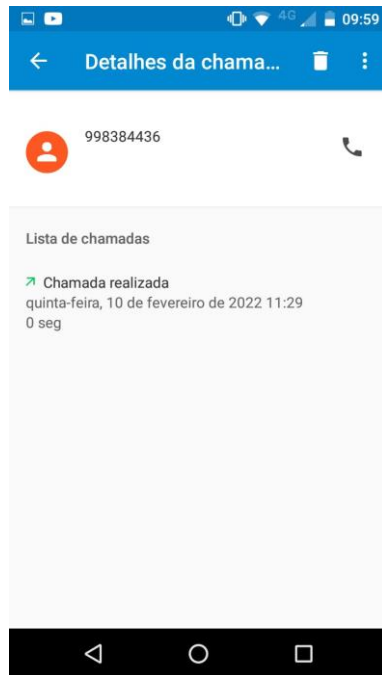 4G 09:59
Detalhes da chama...
998384436
Lista de chamadas
Chamada realizada
quinta-feira, 10 de fevereiro de 2022 11:29
0 seg